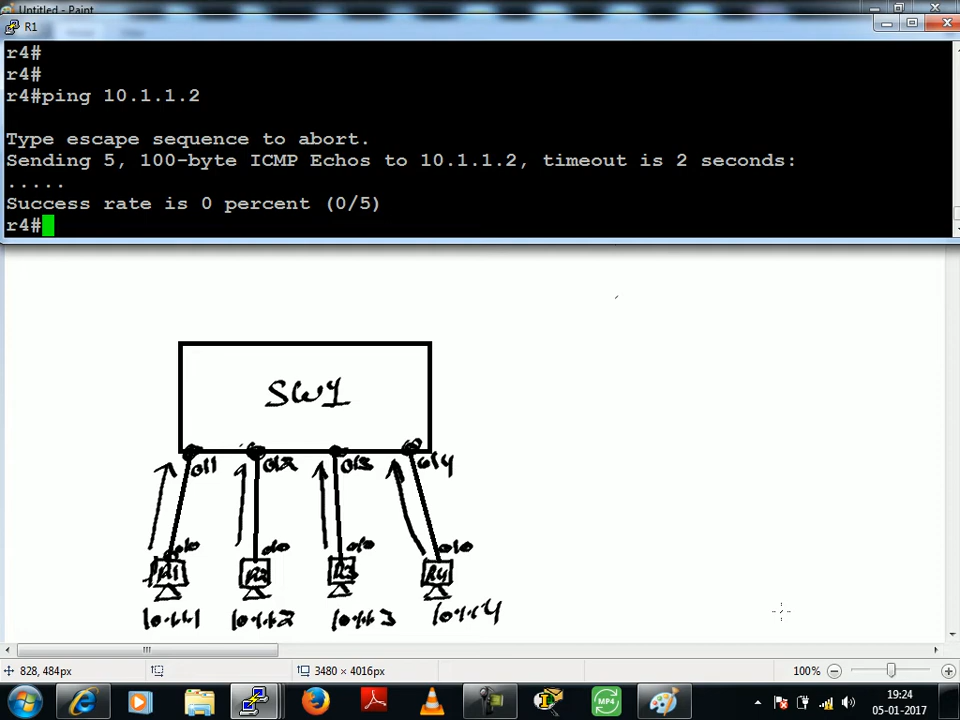 Untitled - Paint
R1
r4#
r4#
r4#ping 10.1.1.2
Type escape sequence to abort.
Sending 5, 100-byte ICMP Echos to 10.1.1.2, timeout is 2 seconds:
.....
Success rate is 0 percent (0/5)
r4#
SW1
0/1 0/2 0/3 0/4
0/0 0/0 0/0 0/0
R1 R2 R3 R4
10.1.1.1 10.1.1.2 10.1.1.3 10.1.1.4
828, 484px
3480 × 4016px
100%
MP4
19:24
05-01-2017